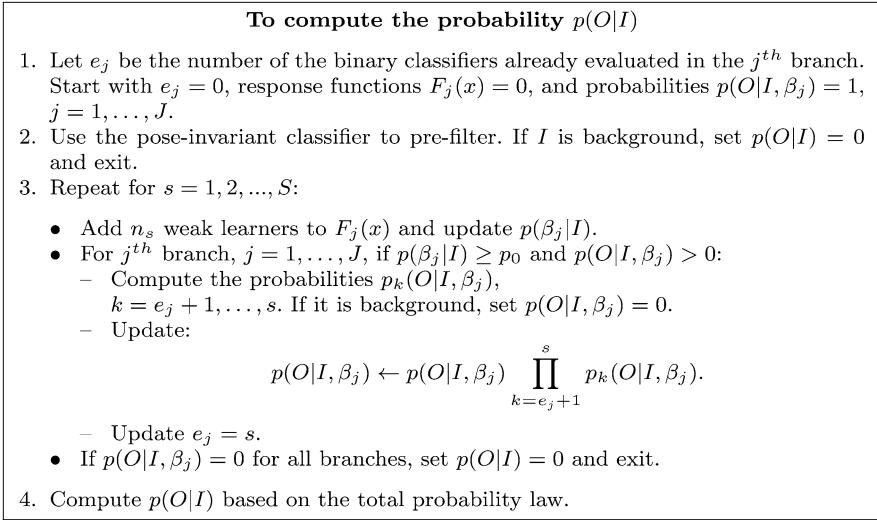 To compute the probability p(O|I)
1. Let e_j be the number of the binary classifiers already evaluated in the j^{th} branch.
Start with e_j = 0, response functions F_j(x) = 0, and probabilities p(O|I, β_j) = 1,
j = 1, . . . , J.
2. Use the pose-invariant classifier to pre-filter. If I is background, set p(O|I) = 0
and exit.
3. Repeat for s = 1, 2, ..., S:
• Add n_s weak learners to F_j(x) and update p(β_j|I).
• For j^{th} branch, j = 1, . . . , J, if p(β_j|I) ≥ p_0 and p(O|I, β_j) > 0:
– Compute the probabilities p_k(O|I, β_j),
k = e_j + 1, . . . , s. If it is background, set p(O|I, β_j) = 0.
– Update:
p(O|I, β_j) ← p(O|I, β_j) ∏_{k=e_j+1}^{s} p_k(O|I, β_j).
– Update e_j = s.
• If p(O|I, β_j) = 0 for all branches, set p(O|I) = 0 and exit.
4. Compute p(O|I) based on the total probability law.